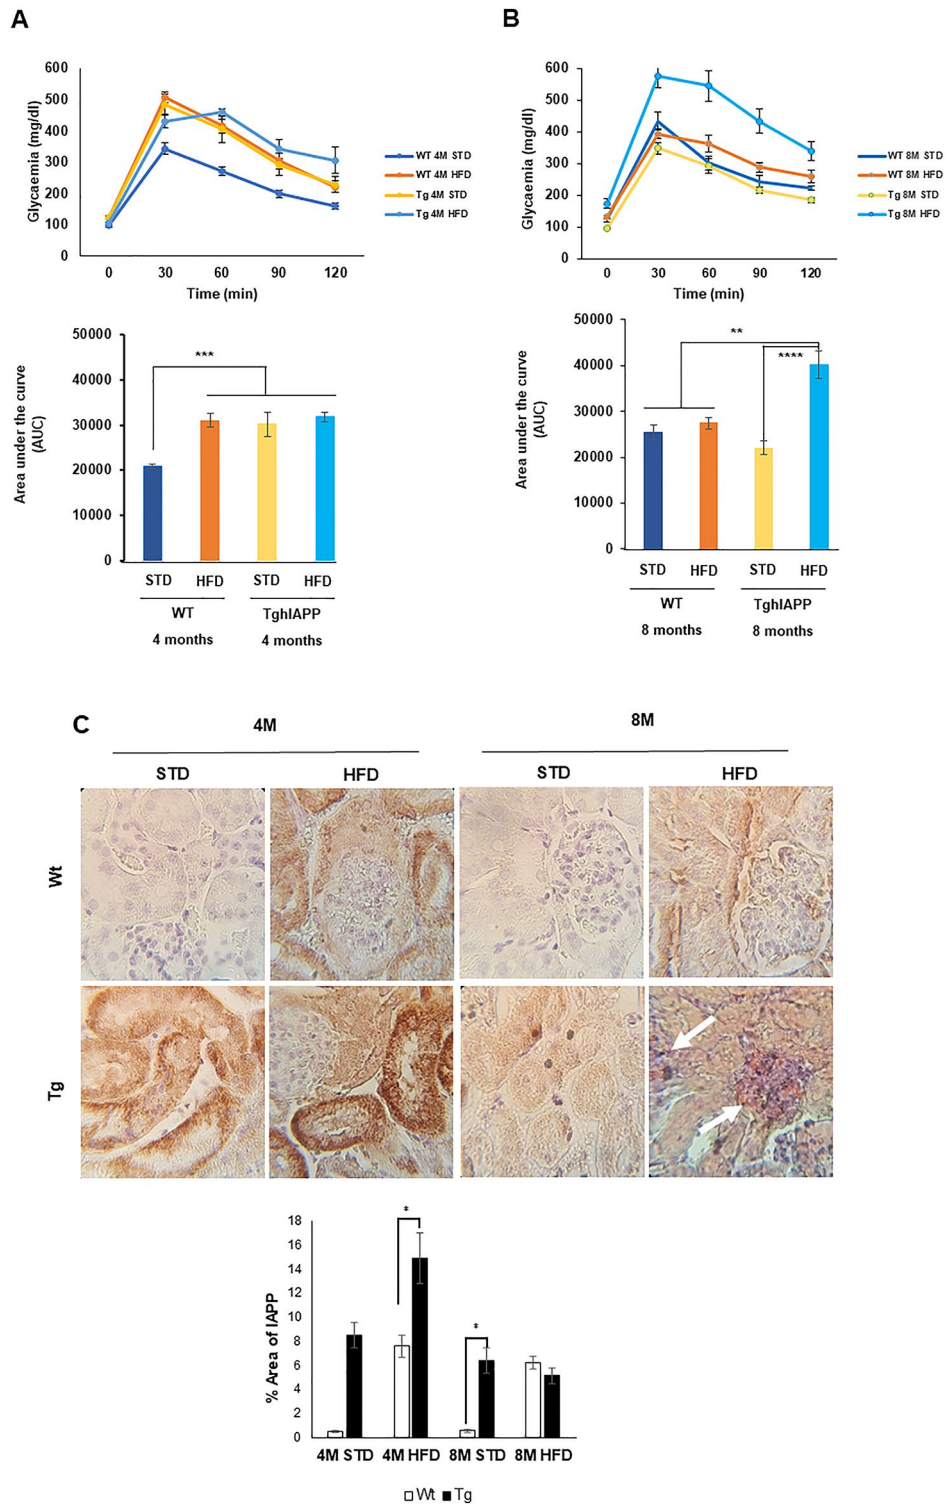 A
600
500
400
300
200
100
0
Glycaemia (mg/dl)
0 30 60 90 120
Time (min)
WT 4M STD
WT 4M HFD
Tg 4M STD
Tg 4M HFD
B
600
500
400
300
200
100
0
Glycaemia (mg/dl)
0 30 60 90 120
Time (min)
WT 8M STD
WT 8M HFD
Tg 8M STD
Tg 8M HFD
50000
40000
30000
20000
10000
0
Area under the curve
(AUC)
***
STD HFD STD HFD
WT TghIAPP
4 months 4 months
50000
40000
30000
20000
10000
0
Area under the curve
(AUC)
**
****
STD HFD STD HFD
WT TghIAPP
8 months 8 months
C
4M 8M
STD HFD STD HFD
Wt
Tg
18
16
14
12
10
8
6
4
2
0
% Area of IAPP
*
*
4M STD 4M HFD 8M STD 8M HFD
Wt Tg